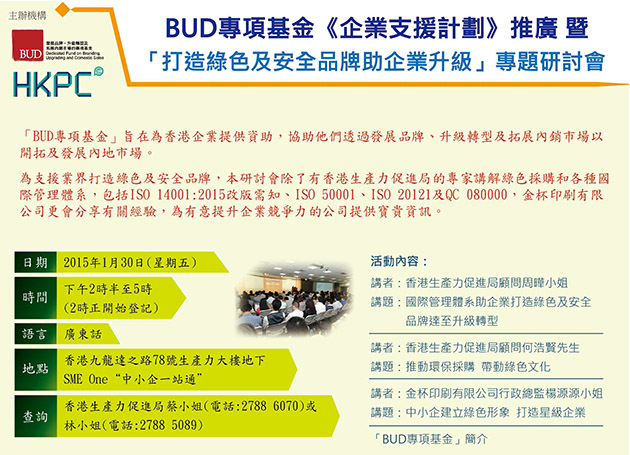 主辦機構
BUD
發展品牌、升級轉型及
拓展內銷市場的專項基金
Dedicated Fund on Branding,
Upgrading and Domestic Sales
HKPC
BUD專項基金《企業支援計劃》推廣 暨
「打造綠色及安全品牌助企業升級」專題研討會
「BUD專項基金」旨在為香港企業提供資助，協助他們透過發展品牌、升級轉型及拓展內銷市場以
開拓及發展內地市場。
為支援業界打造綠色及安全品牌，本研討會除了有香港生產力促進局的專家講解綠色採購和各種國
際管理體系，包括ISO 14001:2015改版需知、ISO 50001、ISO 20121及QC 080000，金杯印刷有限
公司更會分享有關經驗，為有意提升企業競爭力的公司提供寶貴資訊。
日期 2015年1月30日(星期五)
時間 下午2時半至5時
(2時正開始登記)
語言 廣東話
地點 香港九龍達之路78號生產力大樓地下
SME One“中小企一站通”
查詢 香港生產力促進局蔡小姐(電話:2788 6070)或
林小姐(電話:2788 5089)
活動內容：
講者：香港生產力促進局顧問周曄小姐
講題：國際管理體系助企業打造綠色及安全
品牌達至升級轉型
講者：香港生產力促進局顧問何浩賢先生
講題：推動環保採購 帶動綠色文化
講者：金杯印刷有限公司行政總監楊源源小姐
講題：中小企建立綠色形象 打造星級企業
「BUD專項基金」簡介